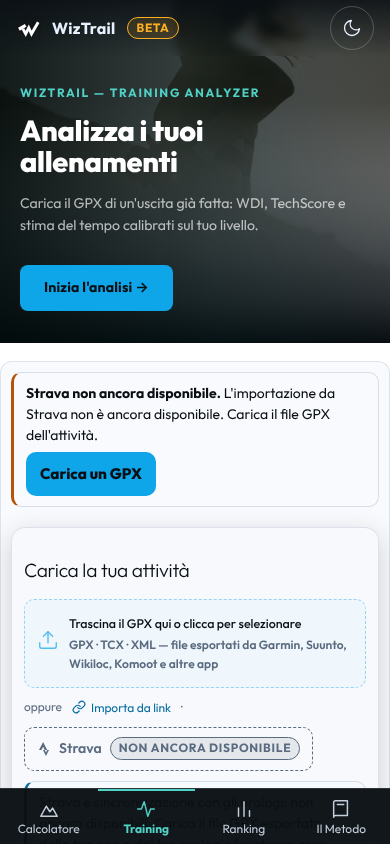 WizTrail BETA
WIZTRAIL — TRAINING ANALYZER
Analizza i tuoi
allenamenti
Carica il GPX di un'uscita già fatta: WDI, TechScore e
stima del tempo calibrati sul tuo livello.
Inizia l'analisi →
Strava non ancora disponibile. L'importazione da
Strava non è ancora disponibile. Carica il file GPX
dell'attività.
Carica un GPX
Carica la tua attività
Trascina il GPX qui o clicca per selezionare
GPX · TCX · XML — file esportati da Garmin, Suunto,
Wikiloc, Komoot e altre app
oppure Importa da link ·
Strava NON ANCORA DISPONIBILE
Calcolatore Training Ranking Il Metodo